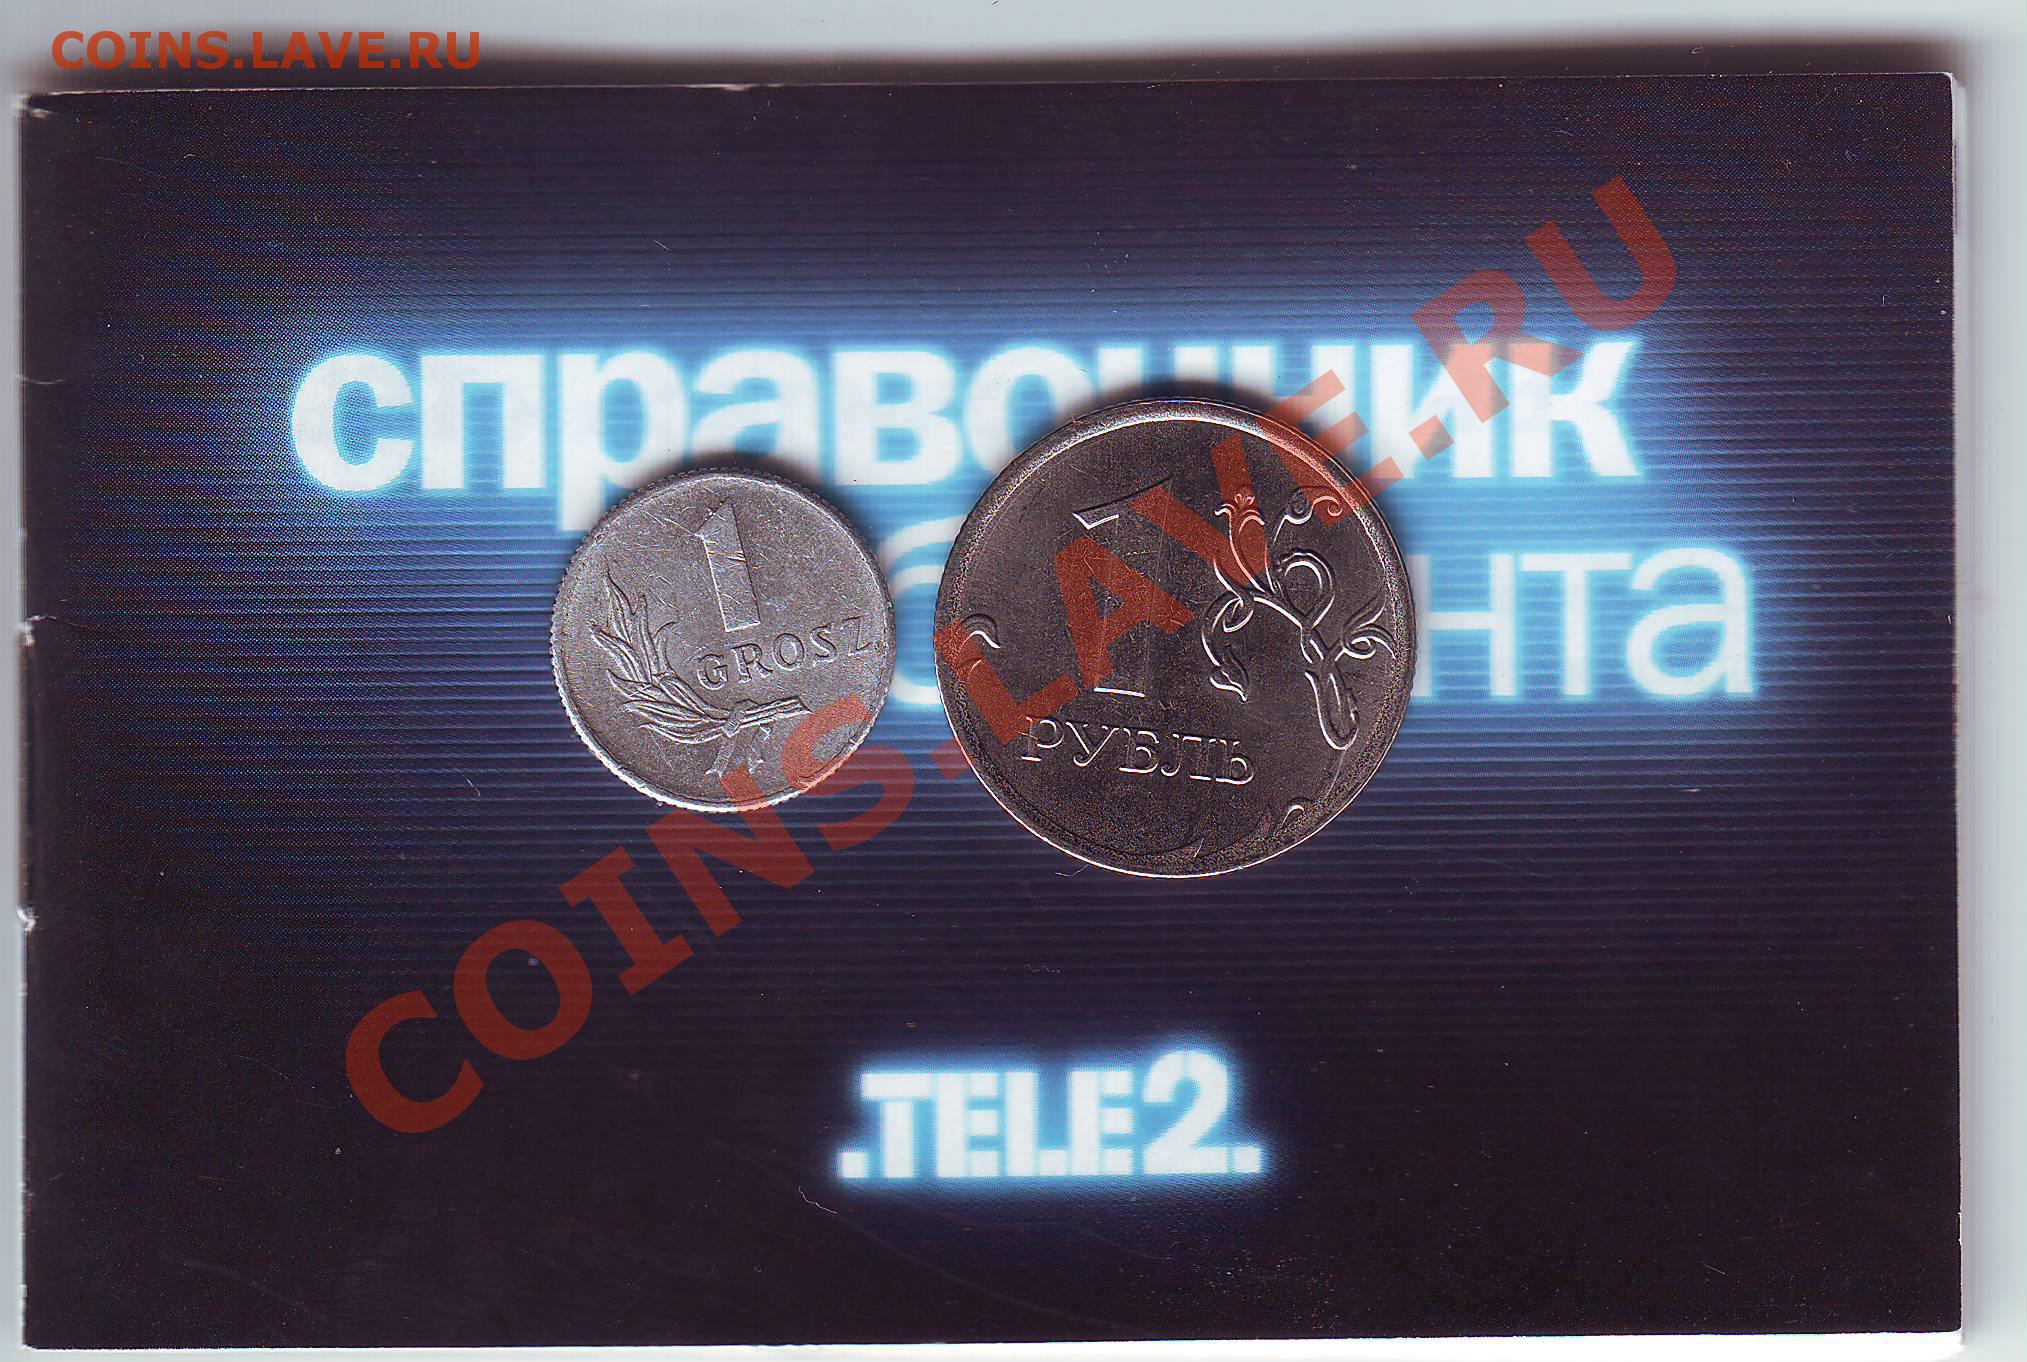 COINS.LAVE.RU
справочник
нта
1
GROSZ
1
РУБЛЬ
COINS.LAVE.RU
.TELE2.